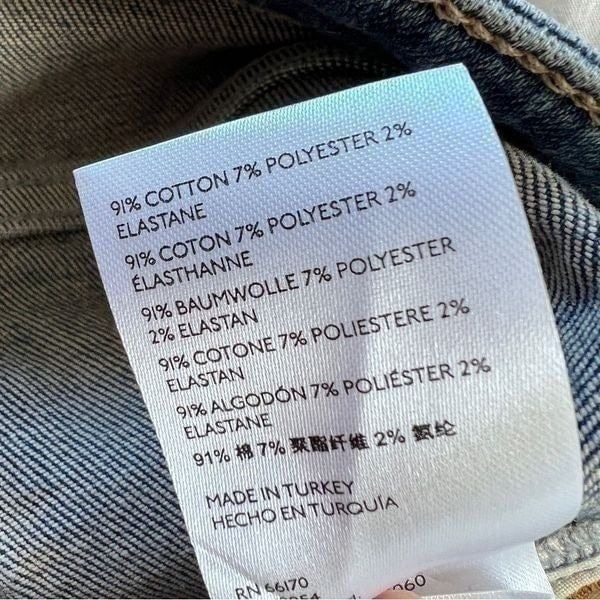 91% COTTON 7% POLYESTER 2%
ELASTANE
91% COTON 7% POLYESTER 2%
ÉLASTHANNE
91% BAUMWOLLE 7% POLYESTER
2% ELASTAN
91% COTONE 7% POLIESTERE 2%
ELASTAN
91% ALGODÓN 7% POLIÉSTER 2%
ELASTANE
91% 棉 7% 聚酯纤维 2% 氨纶
MADE IN TURKEY
HECHO EN TURQUÍA
RN 66170